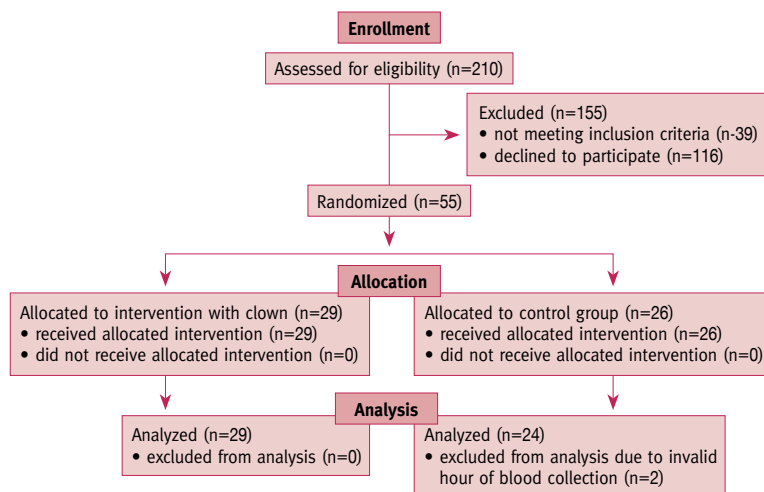 Enrollment
Assessed for eligibility (n=210)
Excluded (n=155)
• not meeting inclusion criteria (n-39)
• declined to participate (n=116)
Randomized (n=55)
Allocation
Allocated to intervention with clown (n=29)
• received allocated intervention (n=29)
• did not receive allocated intervention (n=0)
Allocated to control group (n=26)
• received allocated intervention (n=26)
• did not receive allocated intervention (n=0)
Analysis
Analyzed (n=29)
• excluded from analysis (n=0)
Analyzed (n=24)
• excluded from analysis due to invalid
hour of blood collection (n=2)